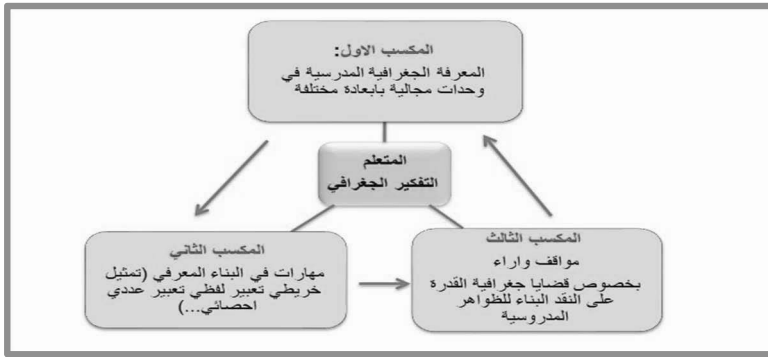 المكسب الاول:
المعرفة الجغرافية المدرسية في
وحدات مجالية بابعادة مختلفة
المتعلم
التفكير الجغرافي
المكسب الثالث
مواقف واراء
بخصوص قضايا جغرافية القدرة
على النقد البناء للظواهر
المدروسية
المكسب الثاني
مهارات في البناء المعرفي (تمثيل
خريطي تعبير لفظي تعبير عددي
احصائي...)